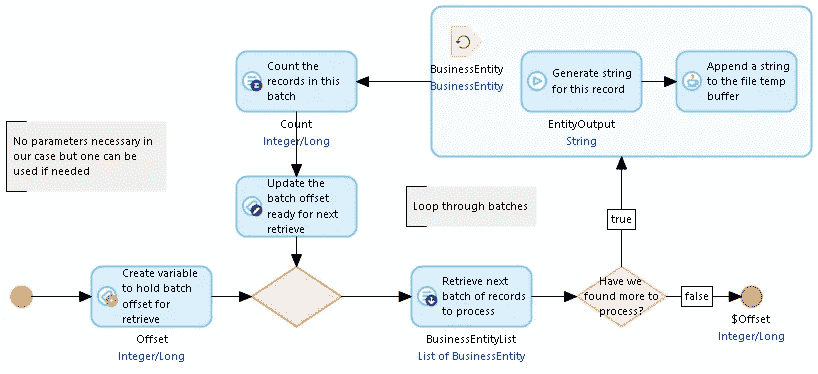 Count the
records in this
batch
Count
Integer/Long
BusinessEntity
BusinessEntity
Generate string
for this record
EntityOutput
String
Append a string
to the file temp
buffer
No parameters necessary in
our case but one can be
used if needed
Update the
batch offset
ready for next
retrieve
Loop through batches
true
Create variable
to hold batch
offset for
retrieve
Offset
Integer/Long
Retrieve next
batch of records
to process
BusinessEntityList
List of BusinessEntity
Have we
found more to
process?
false
$Offset
Integer/Long